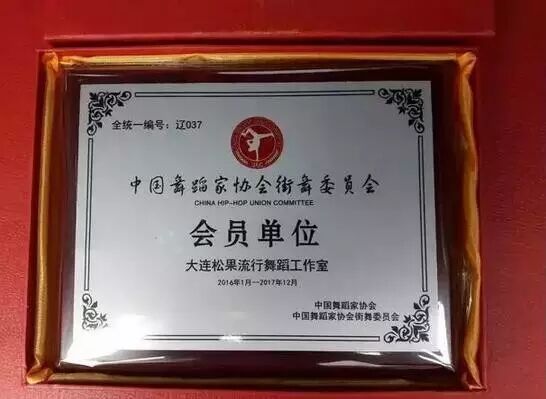 全统一编号：辽037
中国舞蹈家协会街舞委员会
CHINA HIP-HOP UNION COMMITTEE
会员单位
大连松果流行舞蹈工作室
2016年1月--2017年12月
中国舞蹈家协会
中国舞蹈家协会街舞委员会